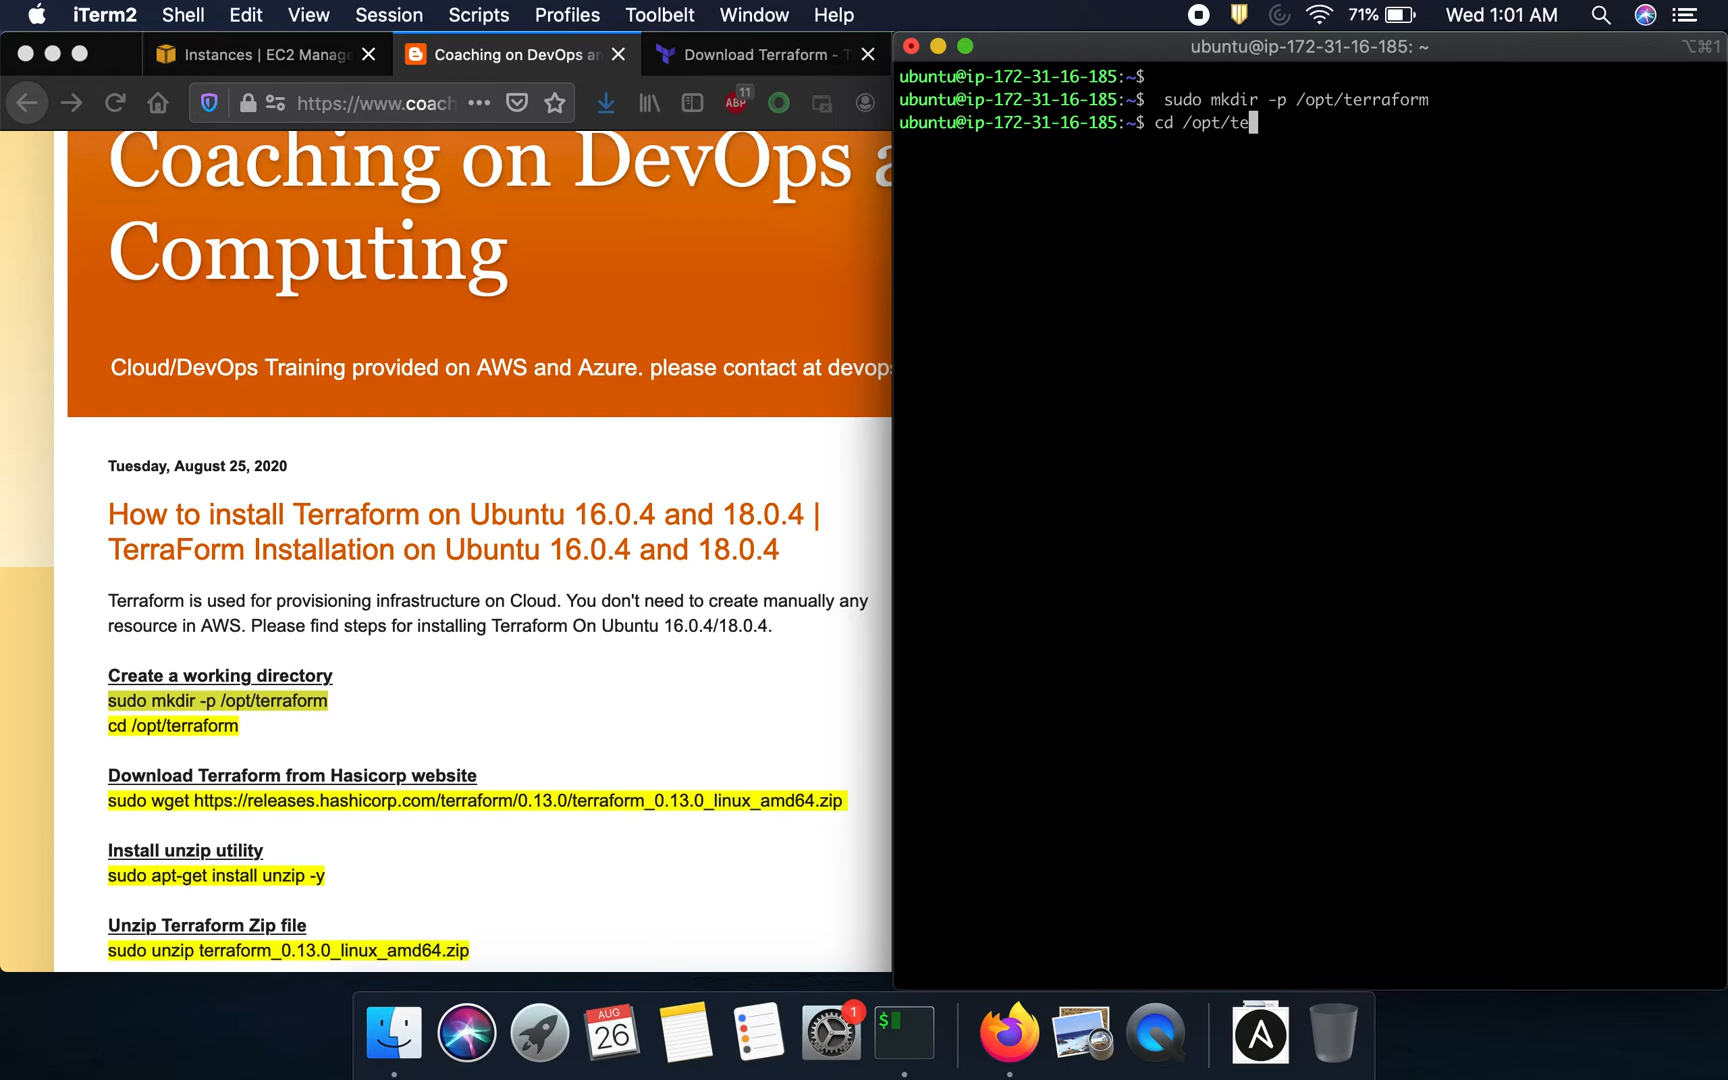 iTerm2 Shell Edit View Session Scripts Profiles Toolbelt Window Help 71% Wed 1:01 AM
Instances | EC2 Manag
Coaching on DevOps a
Download Terraform - T
https://www.coach
ABP
11
ubuntu@ip-172-31-16-185: ~
⌥⌘1
ubuntu@ip-172-31-16-185:~$
ubuntu@ip-172-31-16-185:~$  sudo mkdir -p /opt/terraform
ubuntu@ip-172-31-16-185:~$ cd /opt/te
Coaching on DevOps a
Computing
Cloud/DevOps Training provided on AWS and Azure. please contact at devops
Tuesday, August 25, 2020
How to install Terraform on Ubuntu 16.0.4 and 18.0.4 |
TerraForm Installation on Ubuntu 16.0.4 and 18.0.4
Terraform is used for provisioning infrastructure on Cloud. You don't need to create manually any
resource in AWS. Please find steps for installing Terraform On Ubuntu 16.0.4/18.0.4.
Create a working directory
sudo mkdir -p /opt/terraform
cd /opt/terraform
Download Terraform from Hasicorp website
sudo wget https://releases.hashicorp.com/terraform/0.13.0/terraform_0.13.0_linux_amd64.zip
Install unzip utility
sudo apt-get install unzip -y
Unzip Terraform Zip file
sudo unzip terraform_0.13.0_linux_amd64.zip
AUG
26
1
$
A